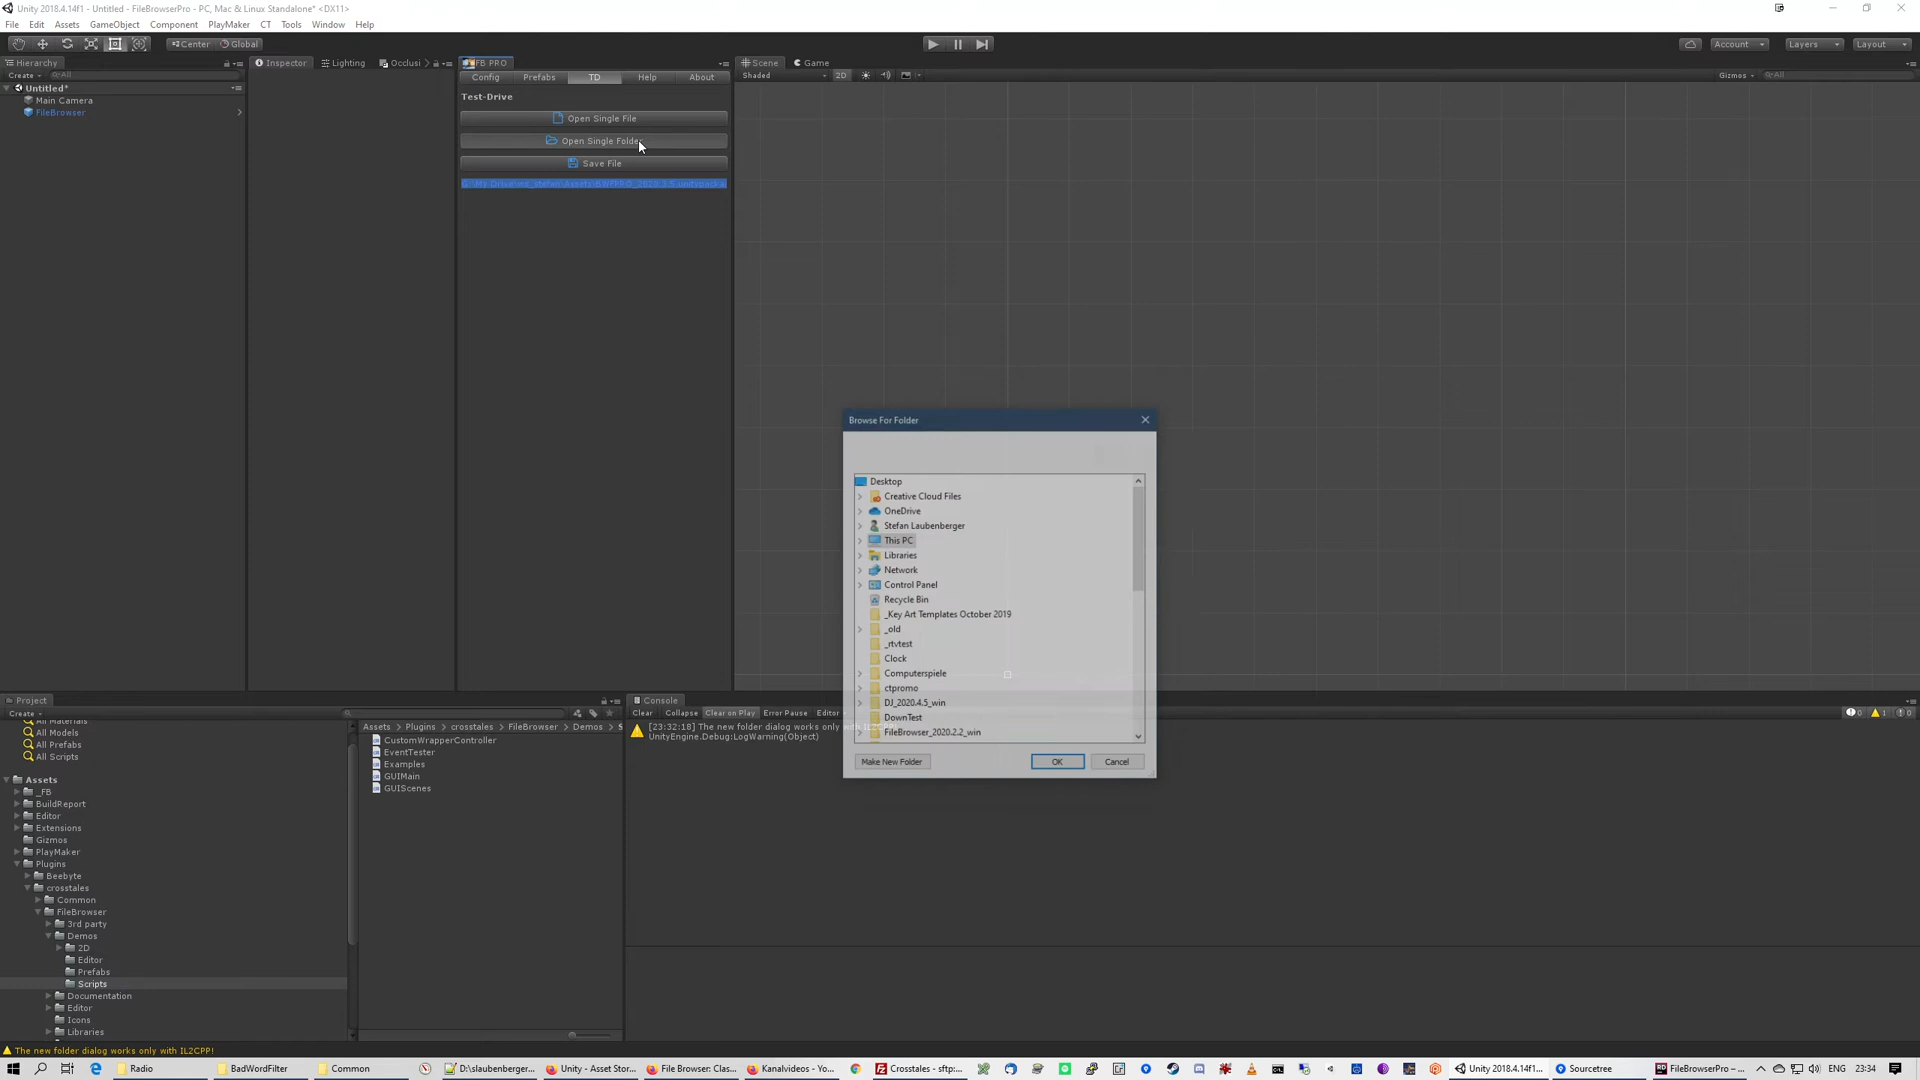 Unity 2018.4.14f1 - Untitled - FileBrowserPro - PC, Mac & Linux Standalone* <DX11>
File Edit Assets GameObject Component PlayMaker CT Tools Window Help
Center Global
Account Layers Layout
Hierarchy
Inspector Lighting Occlusi
FB PRO
Scene Game
Create All
Config Prefabs TD Help About
Shaded 2D Gizmos All
Untitled*
Main Camera
FileBrowser
Test-Drive
Open Single File
Open Single Folder
Save File
Browse For Folder
Desktop
Creative Cloud Files
OneDrive
Stefan Laubenberger
This PC
Libraries
Network
Control Panel
Recycle Bin
_Key Art Templates October 2019
_old
_rtvtest
Clock
Computerspiele
ctpromo
DJ_2020.4.5_win
DownTest
FileBrowser_2020.2.2_win
Make New Folder OK Cancel
Project
Create
All Materials
All Models
All Prefabs
All Scripts
Assets
_FB
BuildReport
Editor
Extensions
Gizmos
PlayMaker
Plugins
Beebyte
crosstales
Common
FileBrowser
3rd party
Demos
2D
Editor
Prefabs
Scripts
Documentation
Editor
Icons
Libraries
Assets Plugins crosstales FileBrowser Demos S
CustomWrapperController
EventTester
Examples
GUIMain
GUIScenes
Console
Clear Collapse Clear on Play Error Pause Editor
0 1 0
[23:32:18] The new folder dialog works only with IL2CPP!
UnityEngine.Debug:LogWarning(Object)
The new folder dialog works only with IL2CPP!
Radio BadWordFilter Common D:\slaubenberger... Unity - Asset Stor... File Browser: Clas... Kanalvideos - Yo... Crosstales - sftp:... Unity 2018.4.14f1... Sourcetree FileBrowserPro – ... ENG 23:34